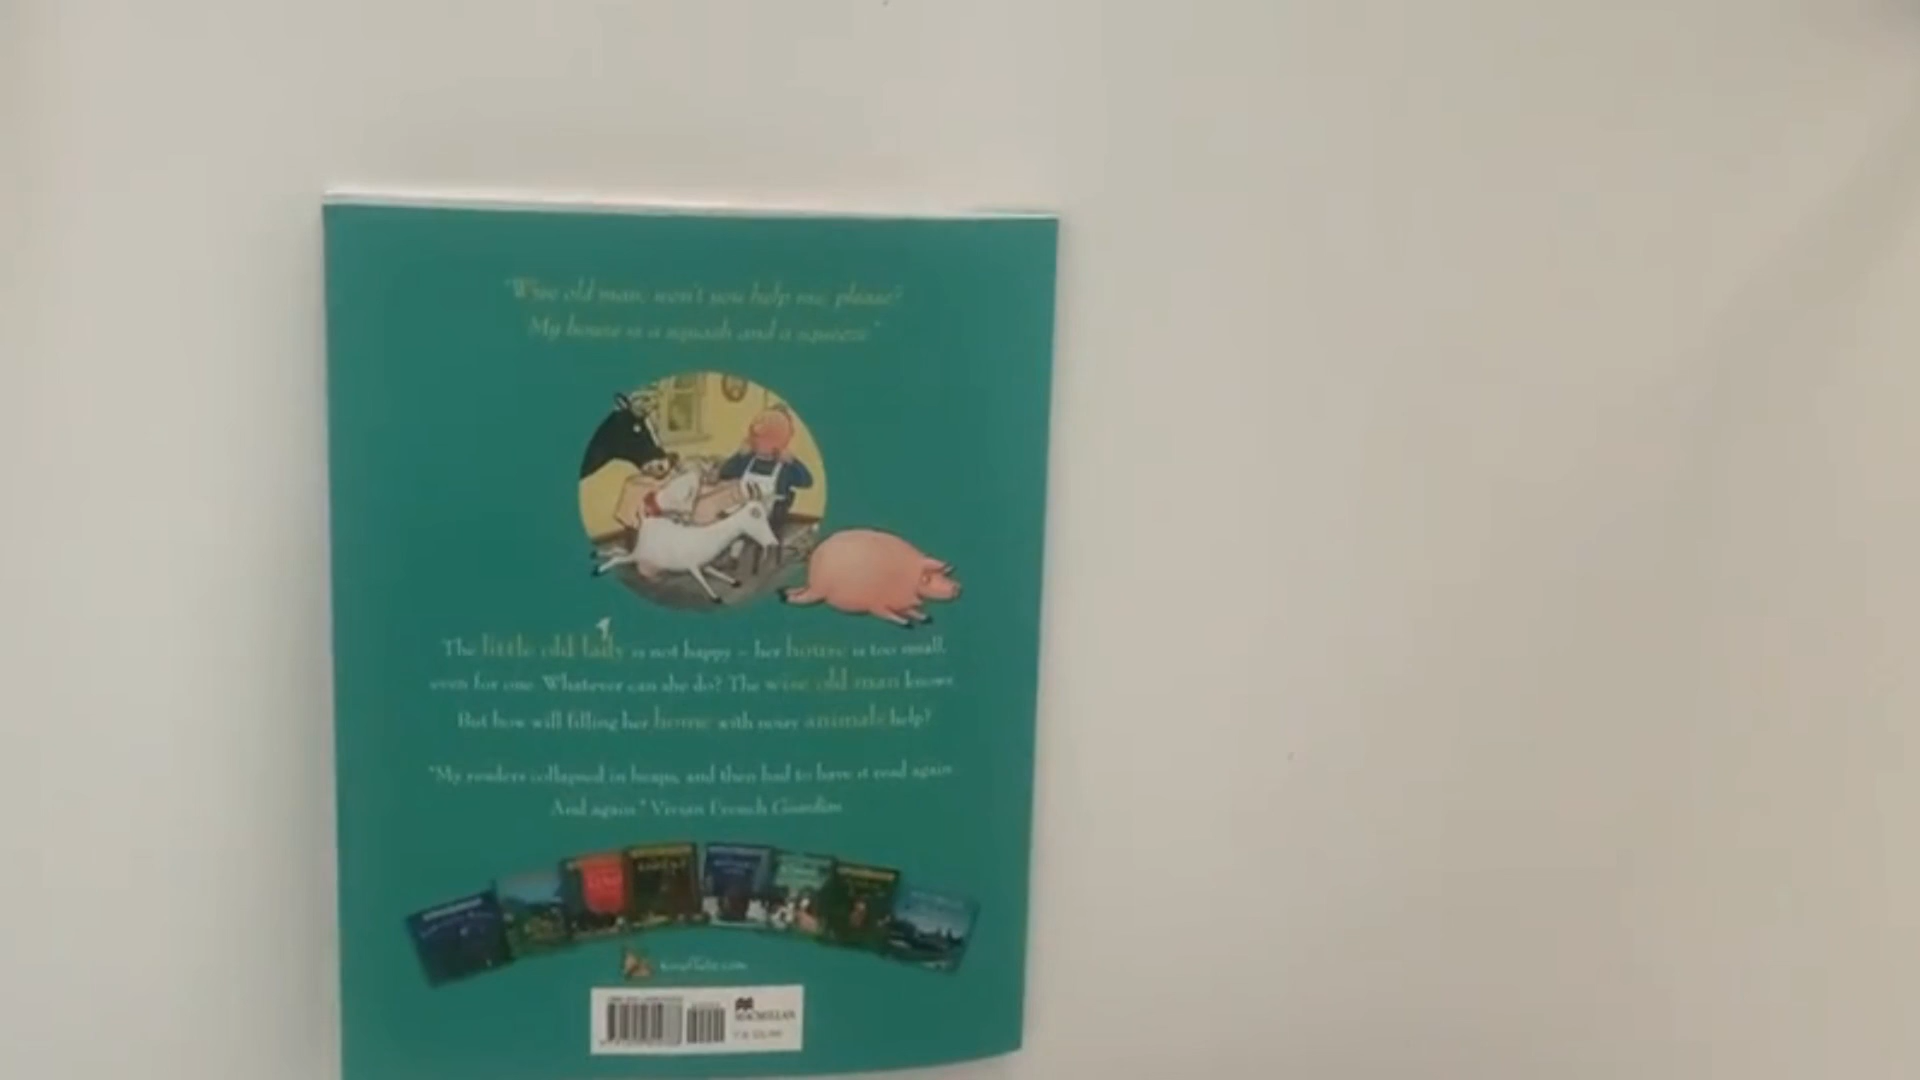 "Wise old man, won't you help me, please?
My house is a squash and a squeeze."
The little old lady is not happy – her house is too small,
even for one. Whatever can she do? The wise old man knows.
But how will filling her home with noisy animals help?
"My readers collapsed in heaps, and then had to have it read again.
And again." Vivian French Guardian
MACMILLAN